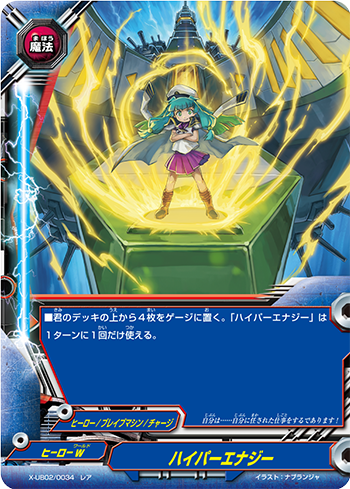 まほう
魔法
■君のデッキの上から４枚をゲージに置く。「ハイパーエナジー」は
１ターンに１回だけ使える。
ヒーロー/ブレイブマシン/チャージ
自分は……自分に任された仕事をするであります！
ヒーローW
ワールド
ハイパーエナジー
X-UB02/0034 レア
イラスト：ナブランジャ